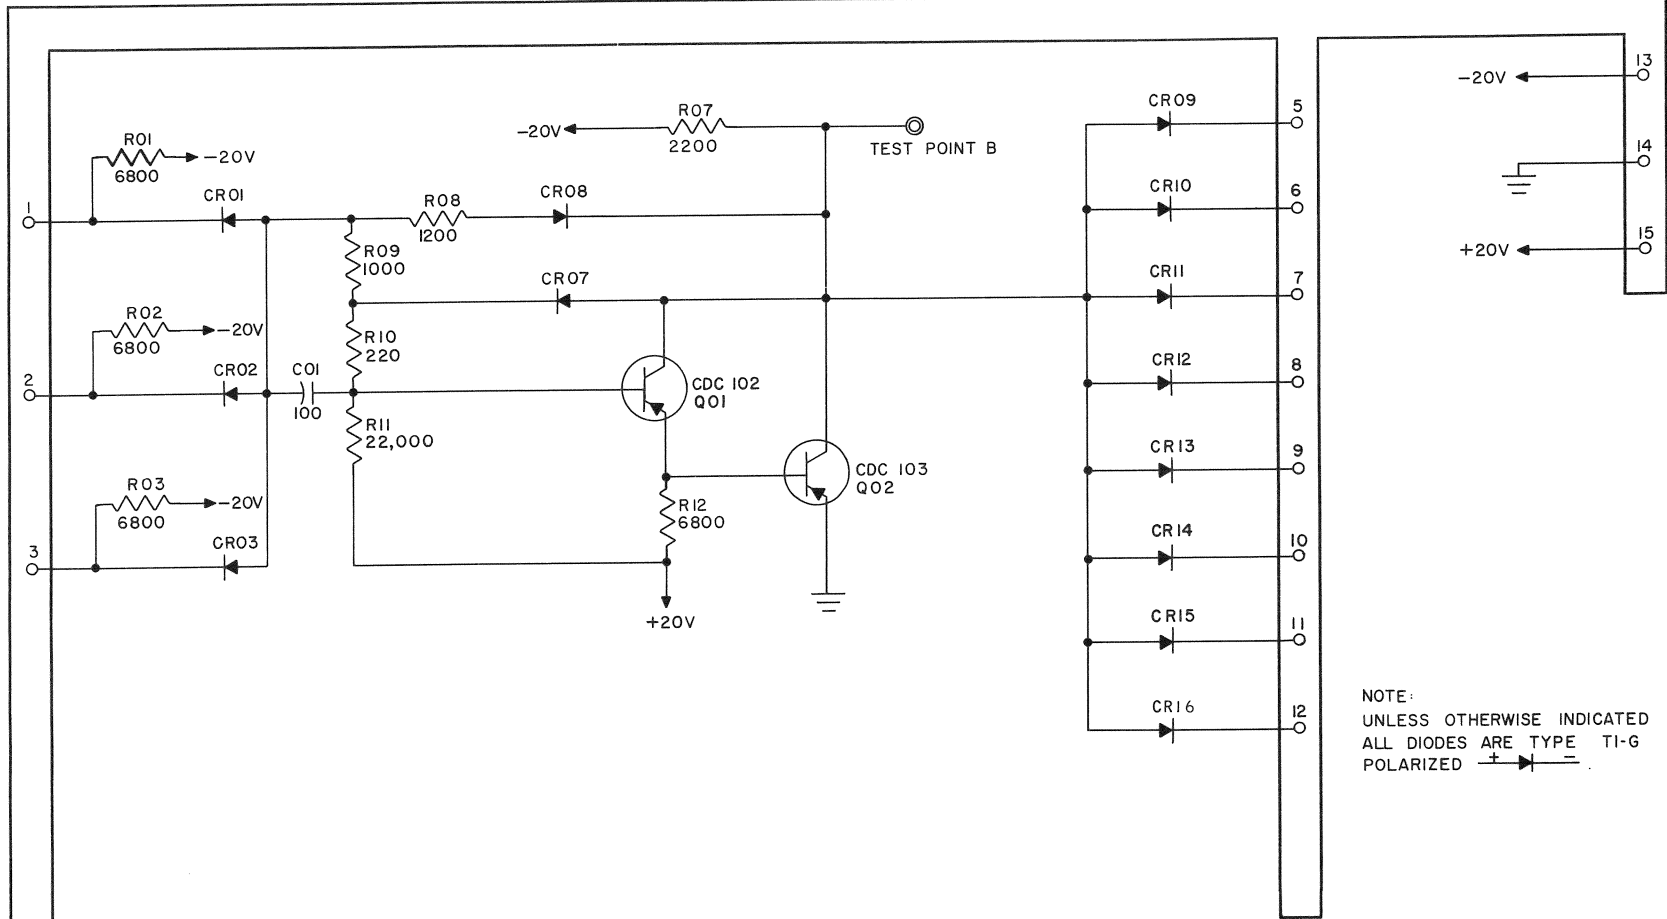 13
-20V
CR09
5
R07
-20V
2200
TEST POINT B
R01
-20V
6800
14
CR10
6
CR01
CR08
R08
1200
1
15
+20V
R09
1000
CR07
CR11
7
R02
-20V
6800
R10
220
CR12
8
2
CR02
C01
100
CDC 102
Q01
R11
22,000
CR13
9
CDC 103
Q02
R03
-20V
6800
R12
6800
CR14
10
3
CR03
+20V
CR15
11
CR16
12
NOTE:
UNLESS OTHERWISE INDICATED
ALL DIODES ARE TYPE TI-G
POLARIZED + - .